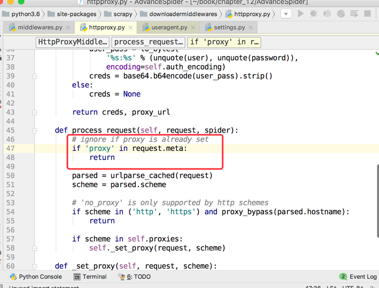 httpproxy.py [~/book/chapter_12/AdvanceSpider]
python3.6 site-packages scrapy downloadermiddlewares httpproxy.py
middlewares.py httpproxy.py useragent.py settings.py
HttpProxyMiddle… process_request… if 'proxy' in r…
37 '%s:%s' % (unquote(user), unquote(password)),
38 encoding=self.auth_encoding)
39 creds = base64.b64encode(user_pass).strip()
40 else:
41 creds = None
42
43 return creds, proxy_url
44
45 def process_request(self, request, spider):
46 # ignore if proxy is already set
47 if 'proxy' in request.meta:
48 return
49
50 parsed = urlparse_cached(request)
51 scheme = parsed.scheme
52
53 # 'no_proxy' is only supported by http schemes
54 if scheme in ('http', 'https') and proxy_bypass(parsed.hostname):
55 return
56
57 if scheme in self.proxies:
58 self._set_proxy(request, scheme)
59
60 def _set_proxy(self, request, scheme):
Python Console Terminal 6: TODO Event Log